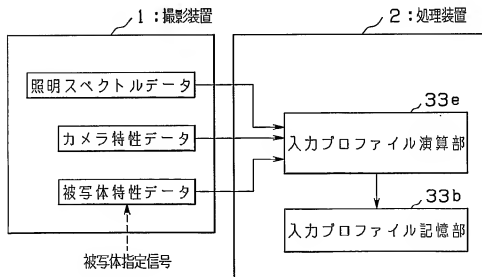 1:撮影装置
照明スペクトルデータ
カメラ特性データ
被写体特性データ
被写体指定信号
2:処理装置
33e
入力プロファイル演算部
33b
入力プロファイル記憶部